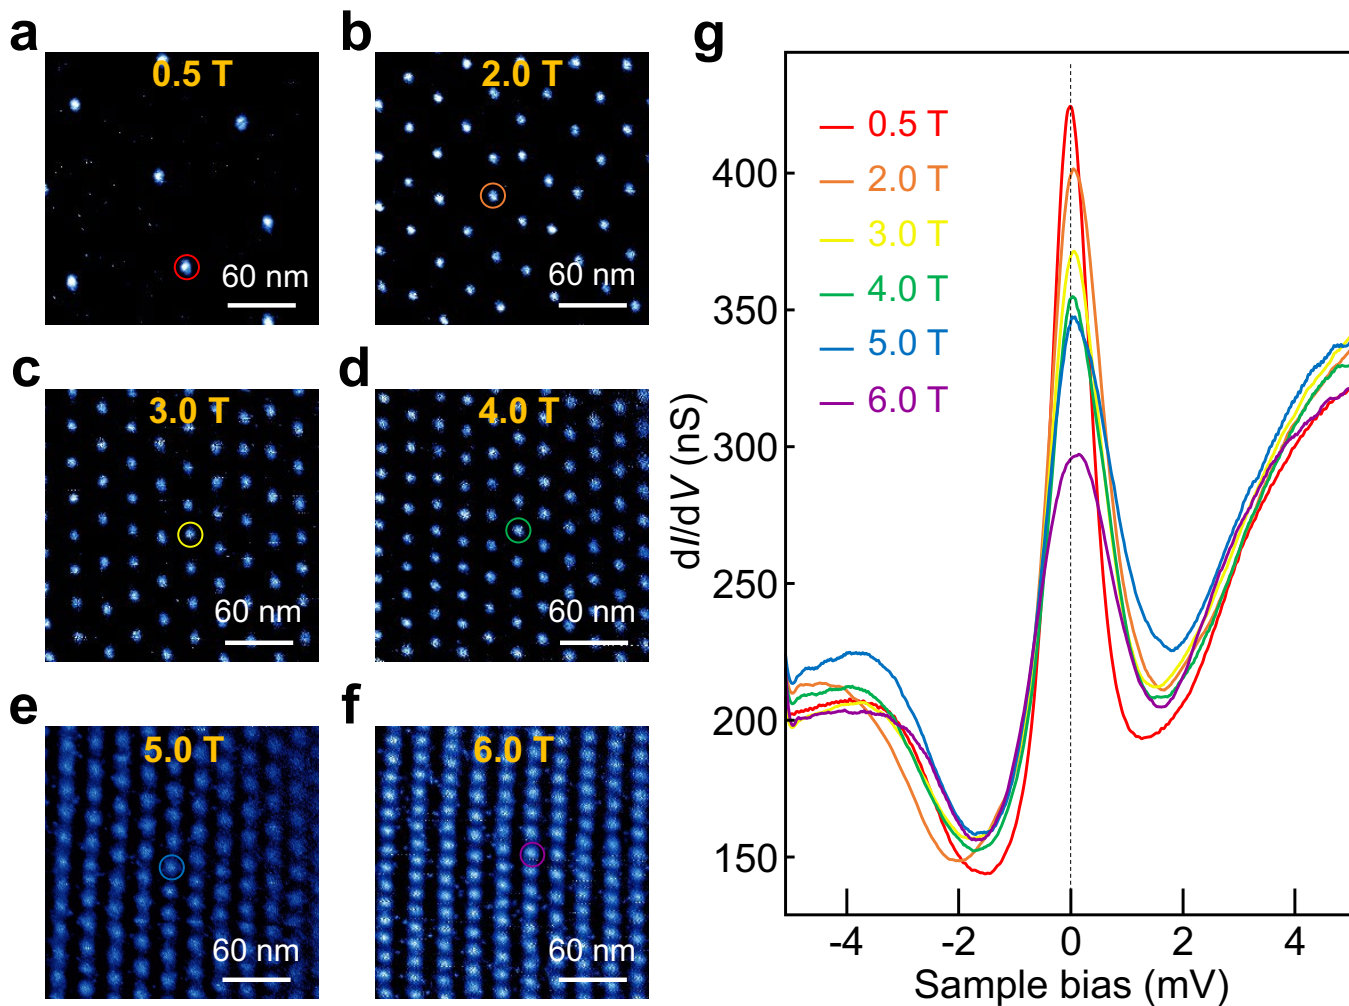 a
0.5 T
60 nm
b
2.0 T
60 nm
c
3.0 T
60 nm
d
4.0 T
60 nm
e
5.0 T
60 nm
f
6.0 T
60 nm
g
0.5 T
2.0 T
3.0 T
4.0 T
5.0 T
6.0 T
400
350
300
250
200
150
dI/dV (nS)
-4 -2 0 2 4
Sample bias (mV)